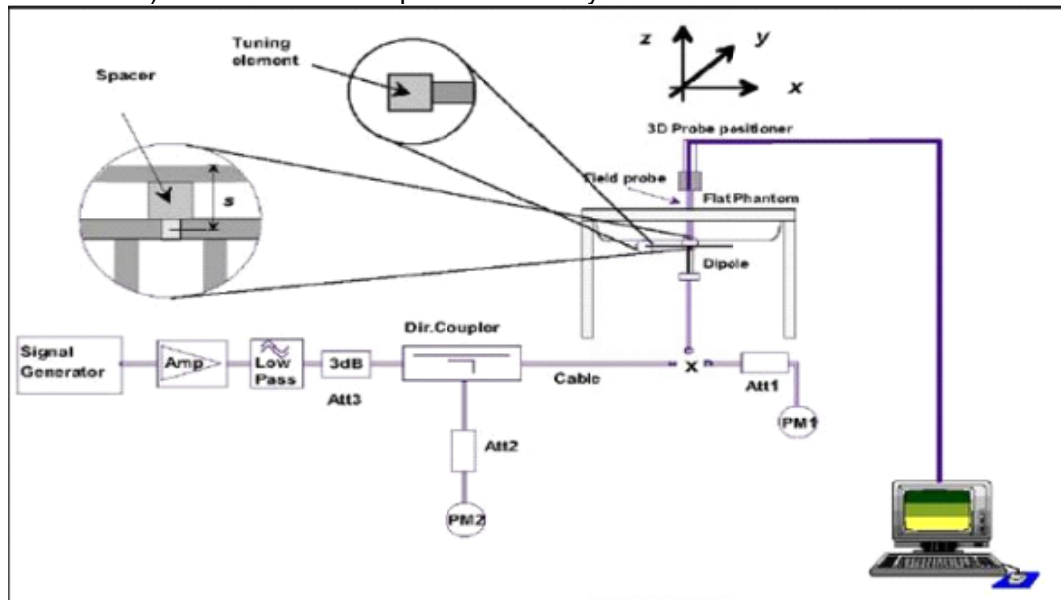 Tuning
element
Spacer
z
y
x
3D Probe positioner
Field probe
Flat Phantom
s
Dipole
Dir.Coupler
Signal
Generator
Amp
Low
Pass
3dB
Att3
Cable
x
Att1
PM1
Att2
PM2